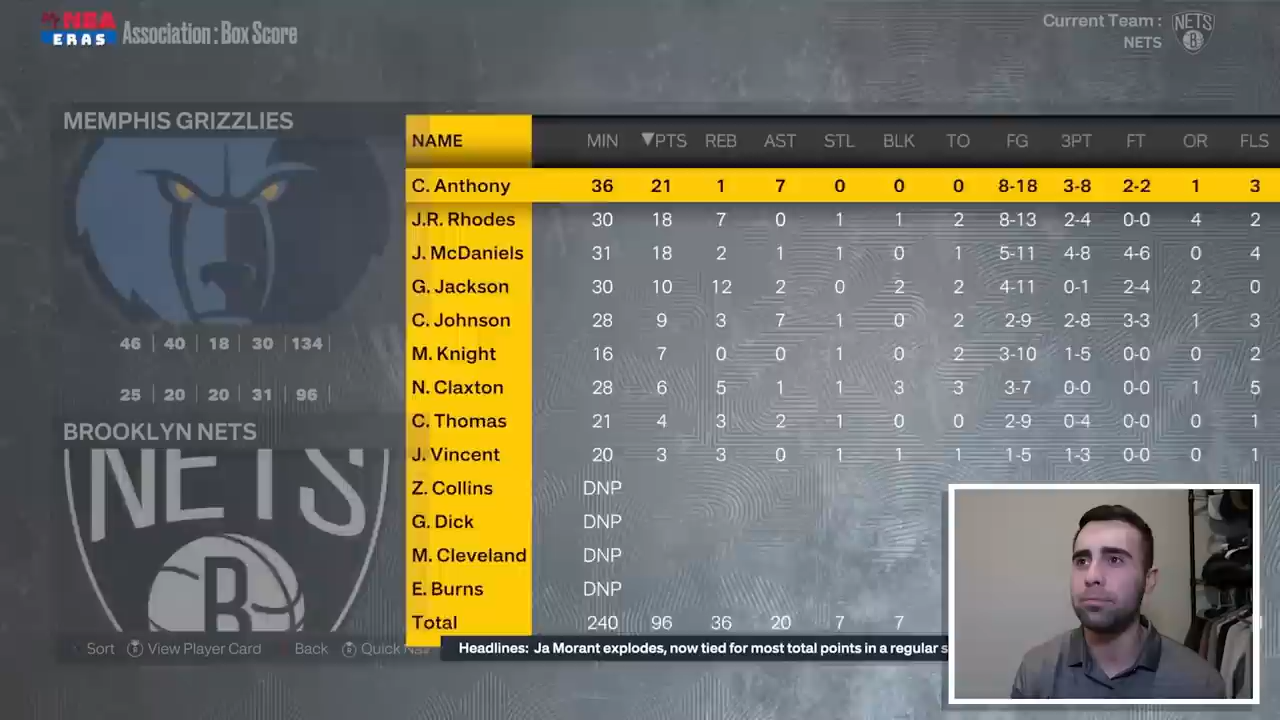 MY NBA
ERAS
Association : Box Score
Current Team :
NETS
NETS
B
MEMPHIS GRIZZLIES
46 | 40 | 18 | 30 | 134 |
25 | 20 | 20 | 31 | 96 |
BROOKLYN NETS
NETS
B
NAME MIN ▼PTS REB AST STL BLK TO FG 3PT FT OR FLS
C. Anthony 36 21 1 7 0 0 0 8-18 3-8 2-2 1 3
J.R. Rhodes 30 18 7 0 1 1 2 8-13 2-4 0-0 4 2
J. McDaniels 31 18 2 1 1 0 1 5-11 4-8 4-6 0 4
G. Jackson 30 10 12 2 0 2 2 4-11 0-1 2-4 2 0
C. Johnson 28 9 3 7 1 0 2 2-9 2-8 3-3 1 3
M. Knight 16 7 0 0 1 0 2 3-10 1-5 0-0 0 2
N. Claxton 28 6 5 1 1 3 3 3-7 0-0 0-0 1 5
C. Thomas 21 4 3 2 1 0 0 2-9 0-4 0-0 0 1
J. Vincent 20 3 3 0 1 1 1 1-5 1-3 0-0 0 1
Z. Collins DNP
G. Dick DNP
M. Cleveland DNP
E. Burns DNP
Total 240 96 36 20 7 7
Sort View Player Card Back Quick Nav
Headlines: Ja Morant explodes, now tied for most total points in a regular s